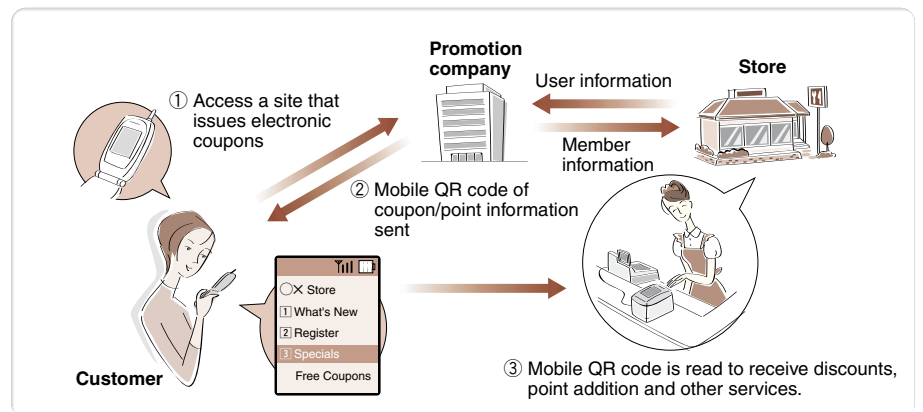 Promotion
company
User information
Store
① Access a site that
issues electronic
coupons
Member
information
② Mobile QR code of
coupon/point information
sent
○× Store
1 What's New
2 Register
3 Specials
Free Coupons
Customer
③ Mobile QR code is read to receive discounts,
point addition and other services.